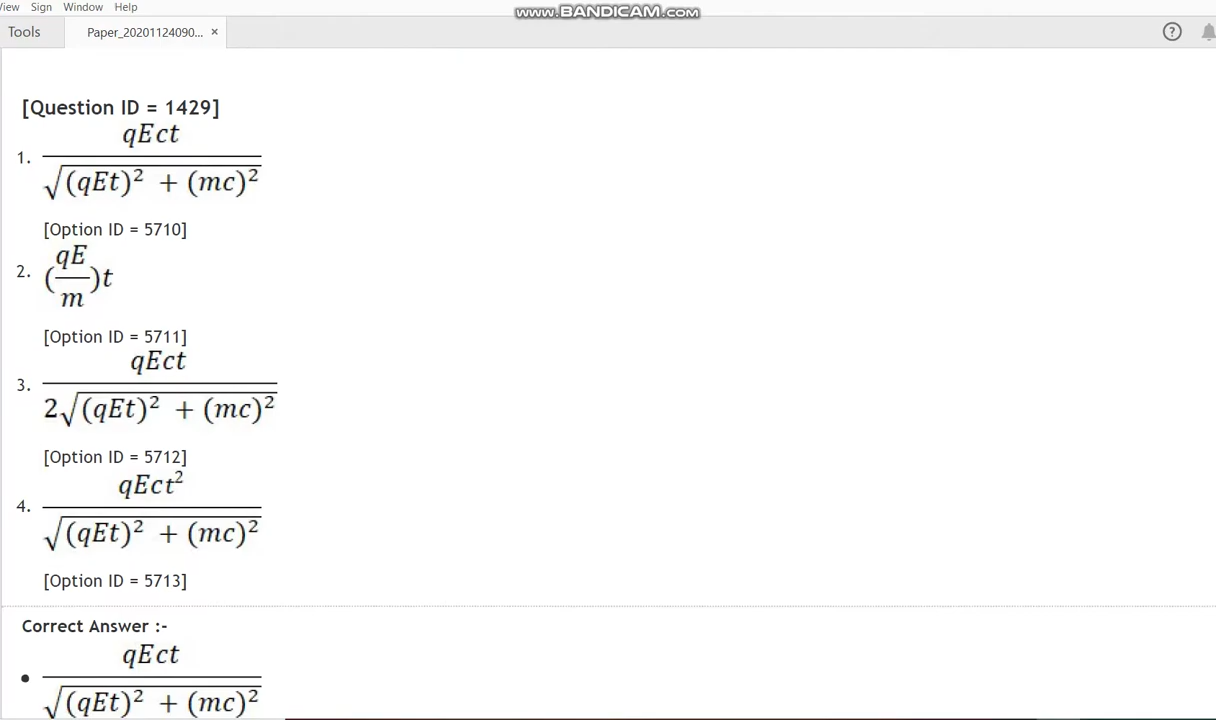 View Sign Window Help
www.BANDICAM.com
Tools Paper_20201124090... × ?
[Question ID = 1429]
1. qEct / √(qEt)² + (mc)²
[Option ID = 5710]
2. (qE/m)t
[Option ID = 5711]
3. qEct / 2√(qEt)² + (mc)²
[Option ID = 5712]
4. qEct² / √(qEt)² + (mc)²
[Option ID = 5713]
Correct Answer :-
• qEct / √(qEt)² + (mc)²